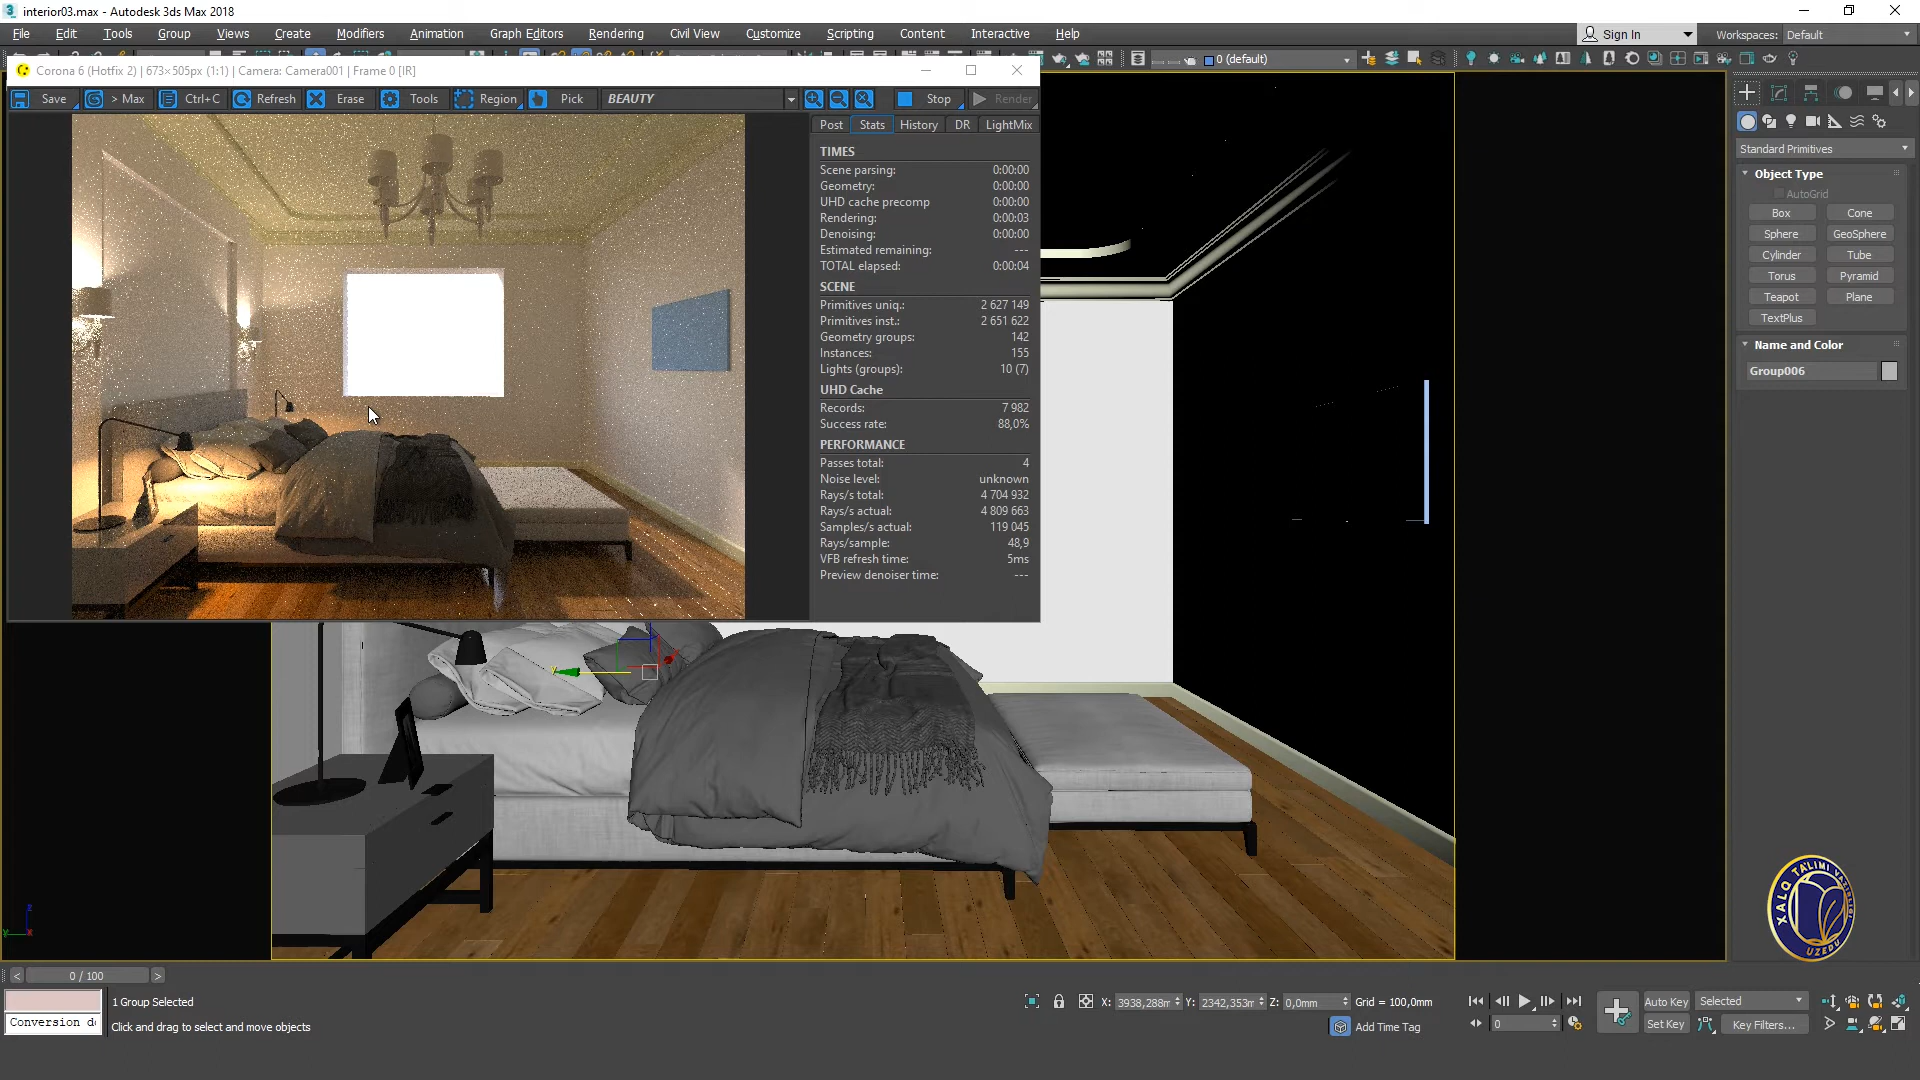 interior03.max - Autodesk 3ds Max 2018
File Edit Tools Group Views Create Modifiers Animation Graph Editors Rendering Civil View Customize Scripting Content Interactive Help
Sign In
Workspaces: Default
0 (default)
Corona 6 (Hotfix 2) | 673×505px (1:1) | Camera: Camera001 | Frame 0 [IR]
Save > Max Ctrl+C Refresh Erase Tools Region Pick BEAUTY Stop Render
Post Stats History DR LightMix
TIMES
Scene parsing: 0:00:00
Geometry: 0:00:00
UHD cache precomp 0:00:00
Rendering: 0:00:03
Denoising: 0:00:00
Estimated remaining: ---
TOTAL elapsed: 0:00:04
SCENE
Primitives uniq.: 2 627 149
Primitives inst.: 2 651 622
Geometry groups: 142
Instances: 155
Lights (groups): 10 (7)
UHD Cache
Records: 7 982
Success rate: 88,0%
PERFORMANCE
Passes total: 4
Noise level: unknown
Rays/s total: 4 704 932
Rays/s actual: 4 809 663
Samples/s actual: 119 045
Rays/sample: 48,9
VFB refresh time: 5ms
Preview denoiser time: ---
Standard Primitives
Object Type
AutoGrid
Box Cone
Sphere GeoSphere
Cylinder Tube
Torus Pyramid
Teapot Plane
TextPlus
Name and Color
Group006
XALQ TA'LIMI VAZIRLIGI
UZEDU
z
y x
y
< 0 / 100 >
1 Group Selected
Click and drag to select and move objects
X: 3938,288m Y: 2342,353m Z: 0,0mm Grid = 100,0mm
Add Time Tag
0
Auto Key Selected
Set Key Key Filters...